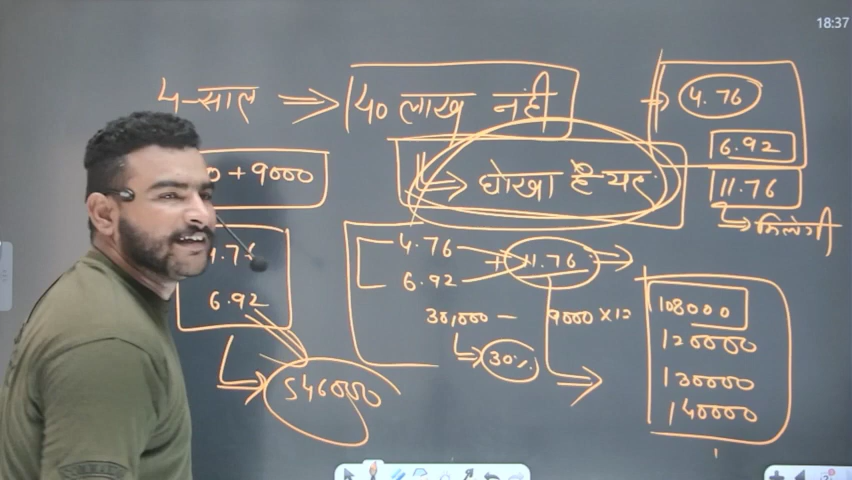 18:37
4-साल ⇒ 40 लाख नहीं
→ 4.76
6.92
11.76
→ मिलेगी
0 + 9000
⇒ धोखा है यह
6.92
546000
4.76
6.92
11.76
30,000 — 9000 × 12
30%
108000
120000
130000
140000